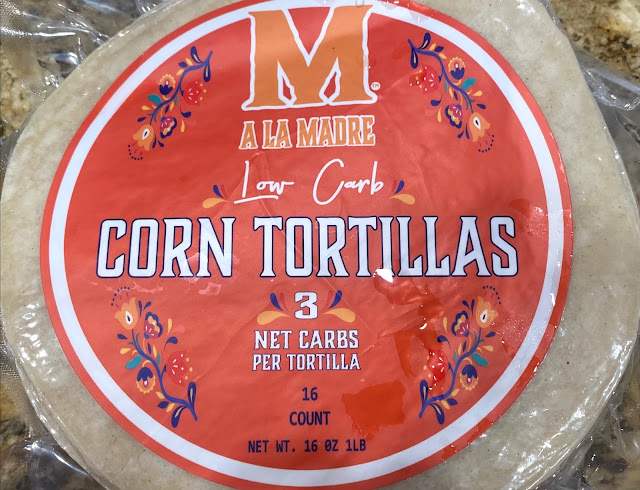 M
A LA MADRE
Low Carb
CORN TORTILLAS
3
NET CARBS
PER TORTILLA
16
COUNT
NET WT. 16 OZ 1LB